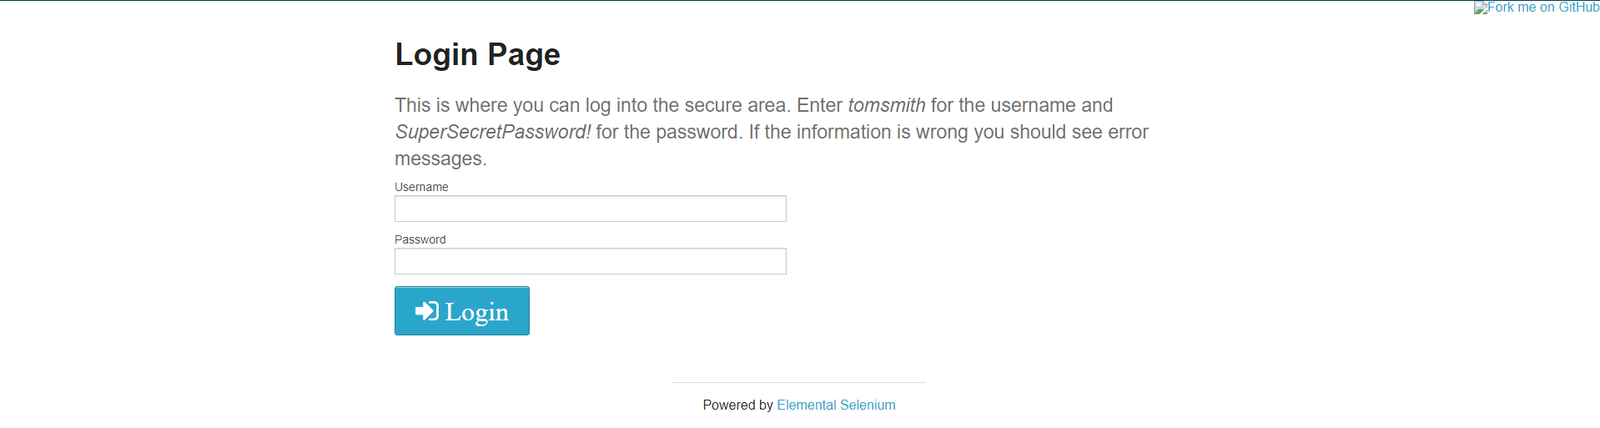 Fork me on GitHub
Login Page
This is where you can log into the secure area. Enter tomsmith for the username and
SuperSecretPassword! for the password. If the information is wrong you should see error
messages.
Username
Password
Login
Powered by Elemental Selenium